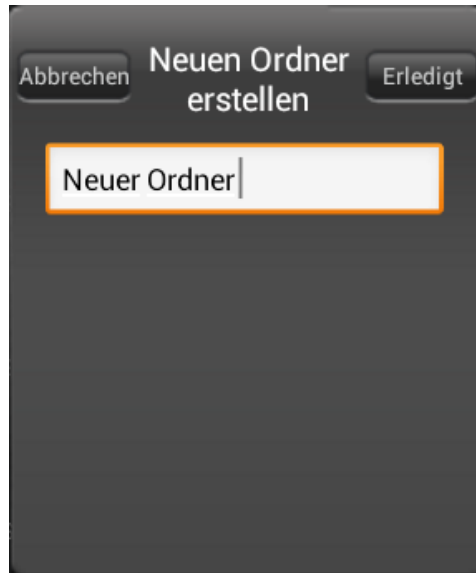 Abbrechen
Neuen Ordner
erstellen
Erledigt
Neuer Ordner